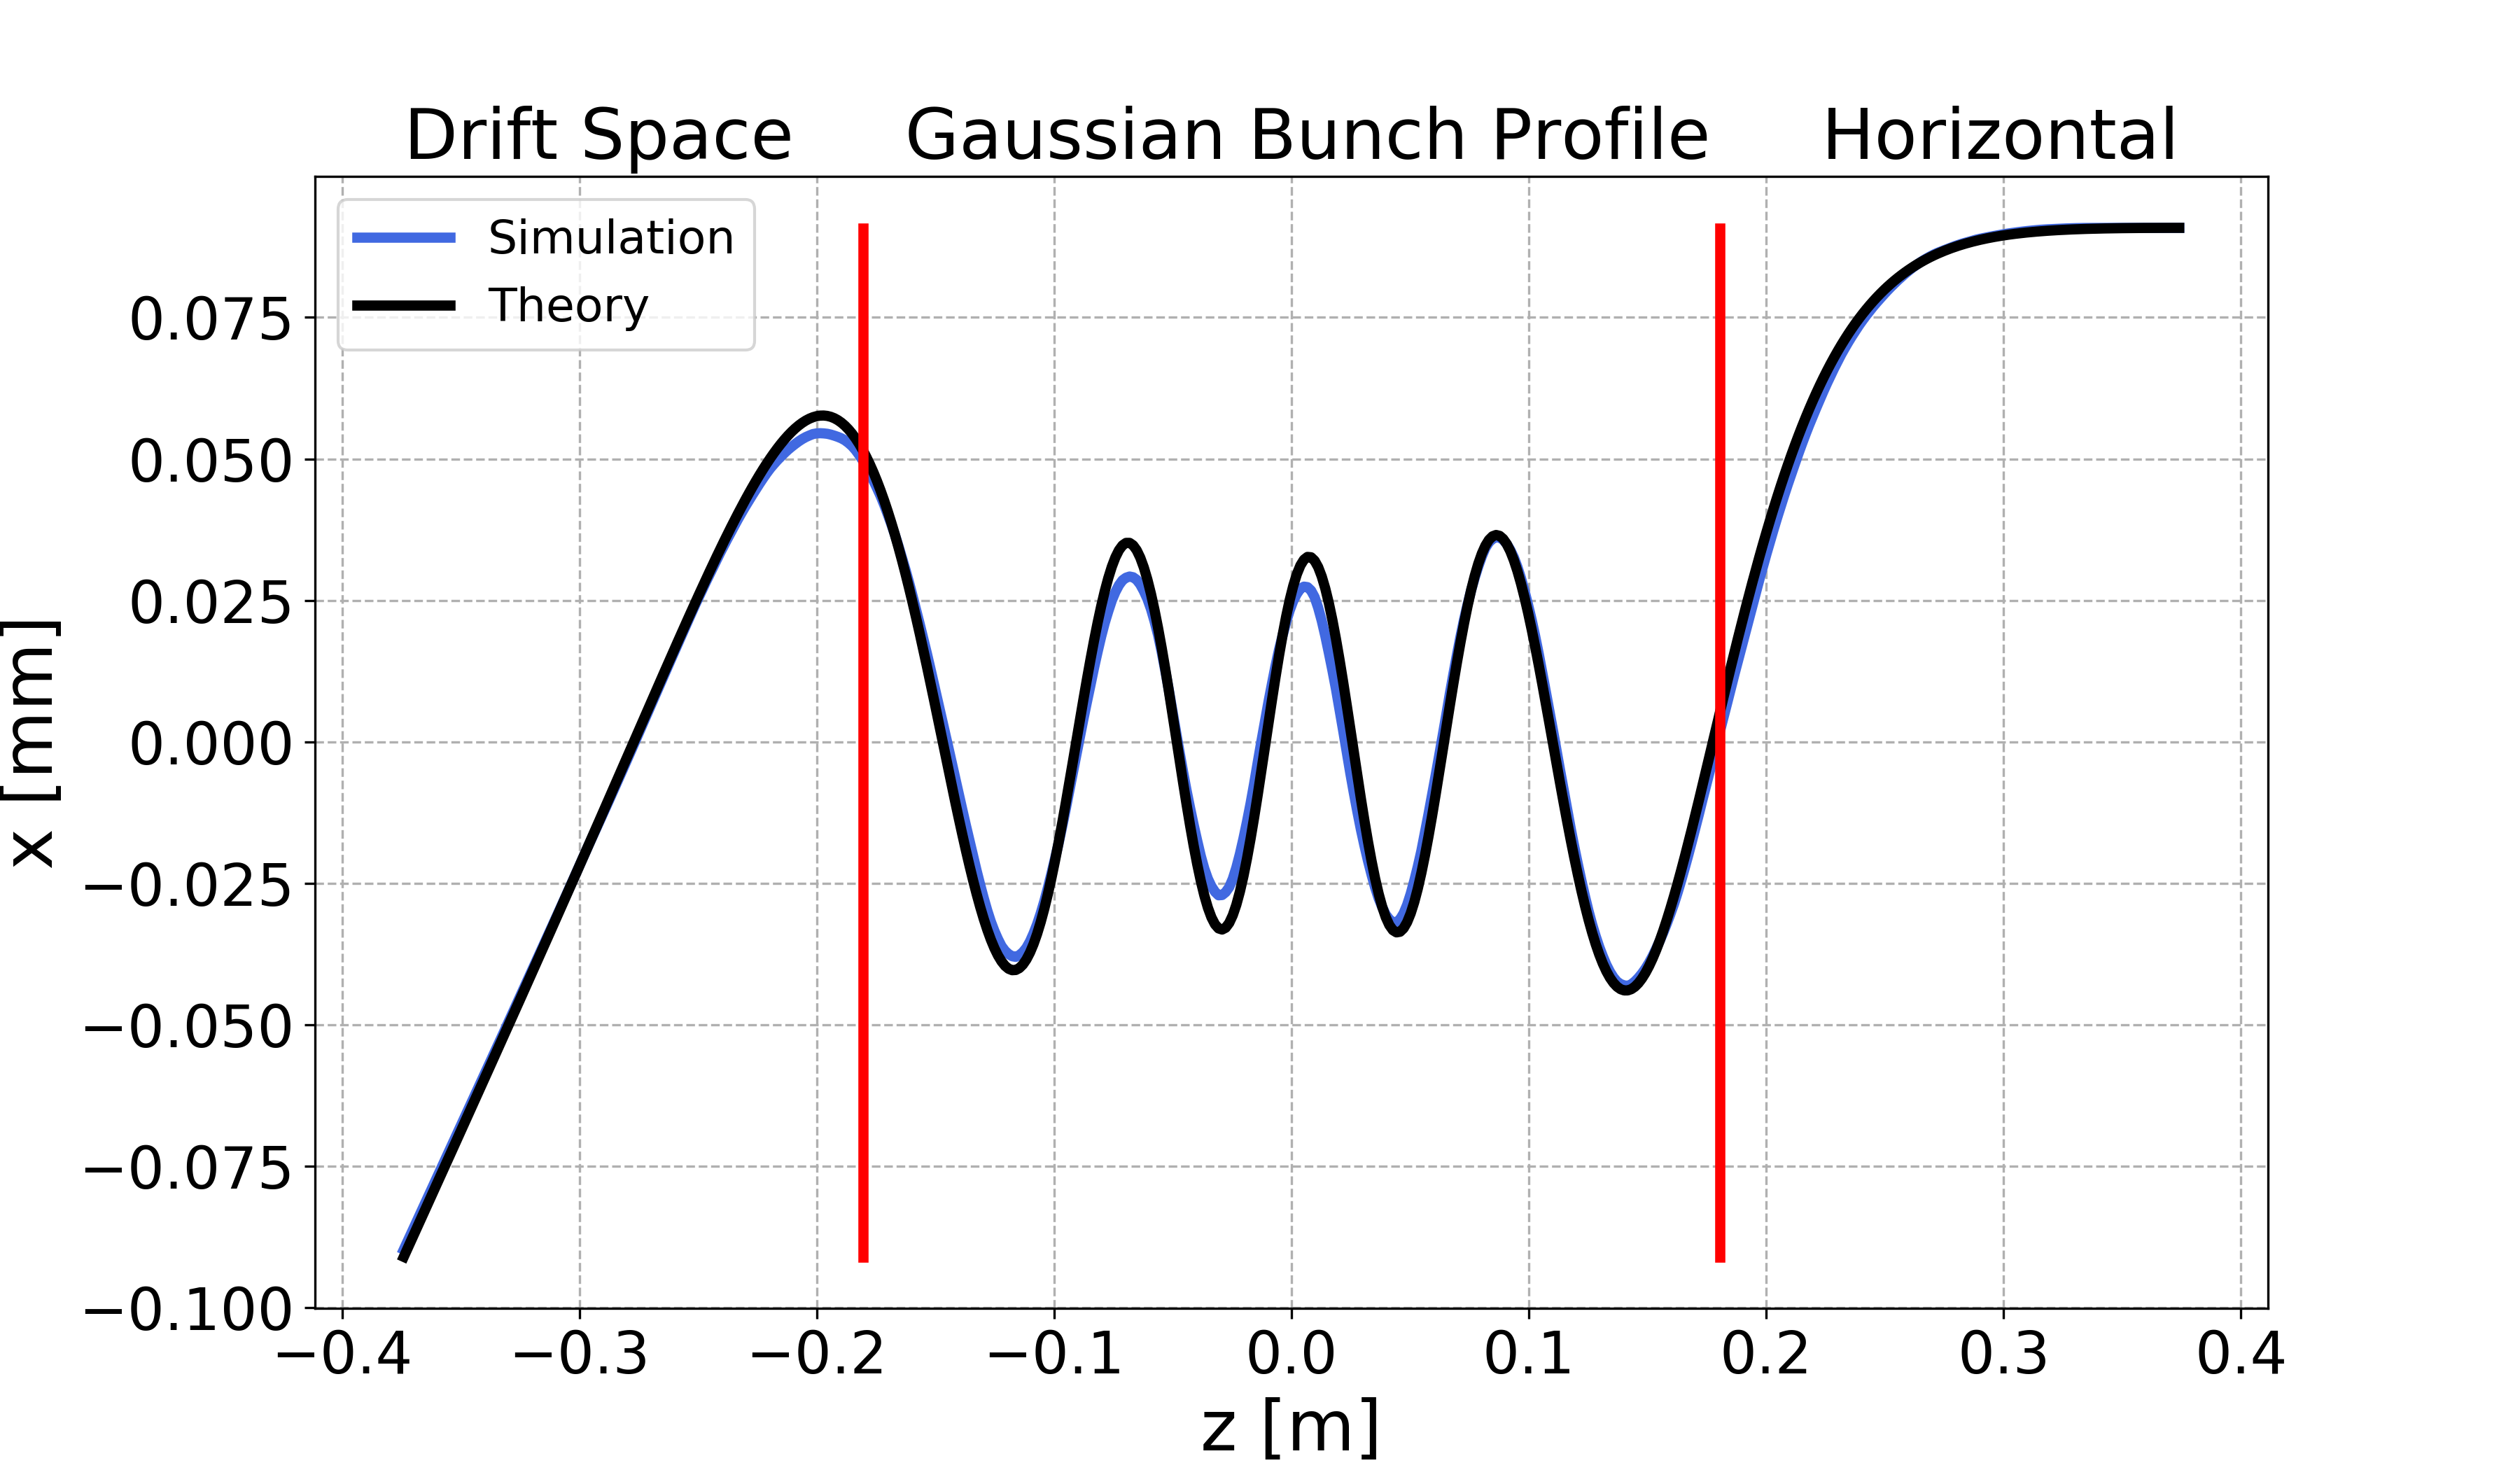 Drift Space Gaussian Bunch Profile Horizontal
Simulation
Theory
x [mm]
0.075
0.050
0.025
0.000
−0.025
−0.050
−0.075
−0.100
−0.4 −0.3 −0.2 −0.1 0.0 0.1 0.2 0.3 0.4
z [m]